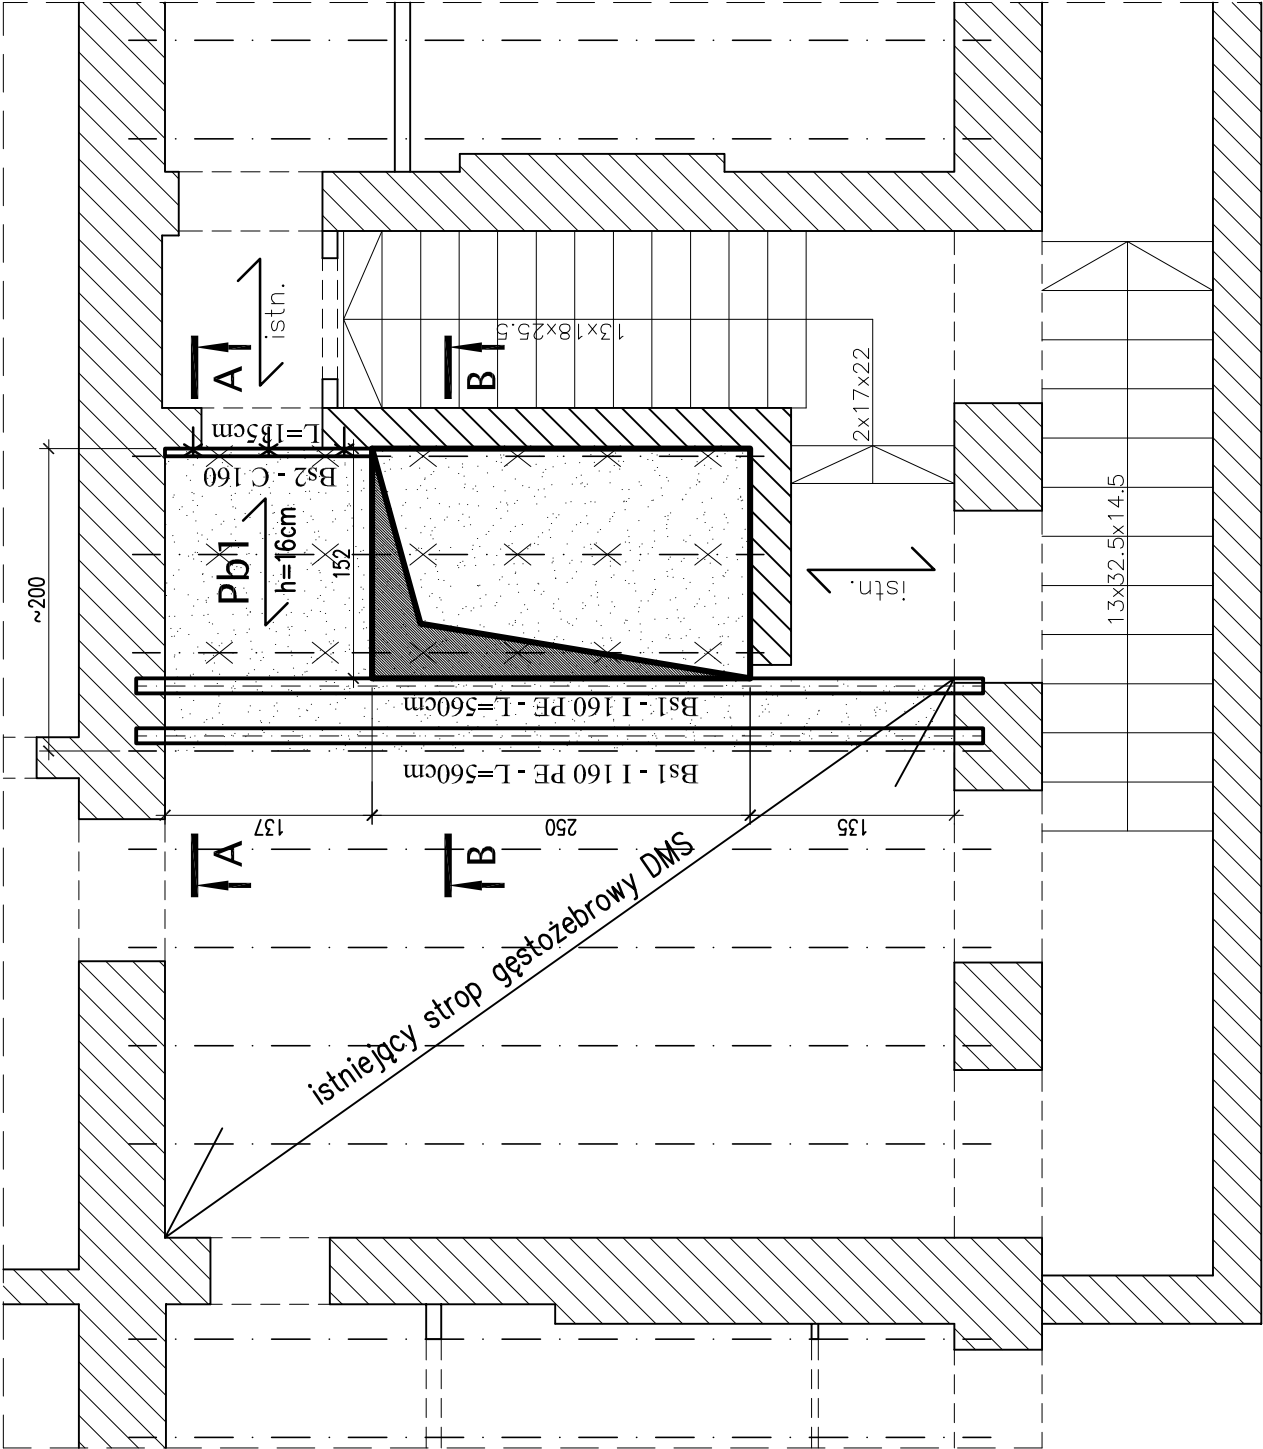 istn.
13x18x25.5
A
B
2x17x22
L=135cm
Bs2 - C 160
Pb1
h=16cm
152
~200
istn.
13x32.5x14.5
Bs1 - I 160 PE - L=560cm
Bs1 - I 160 PE - L=560cm
137
250
135
A
B
istniejący strop gęstożebrowy DMS